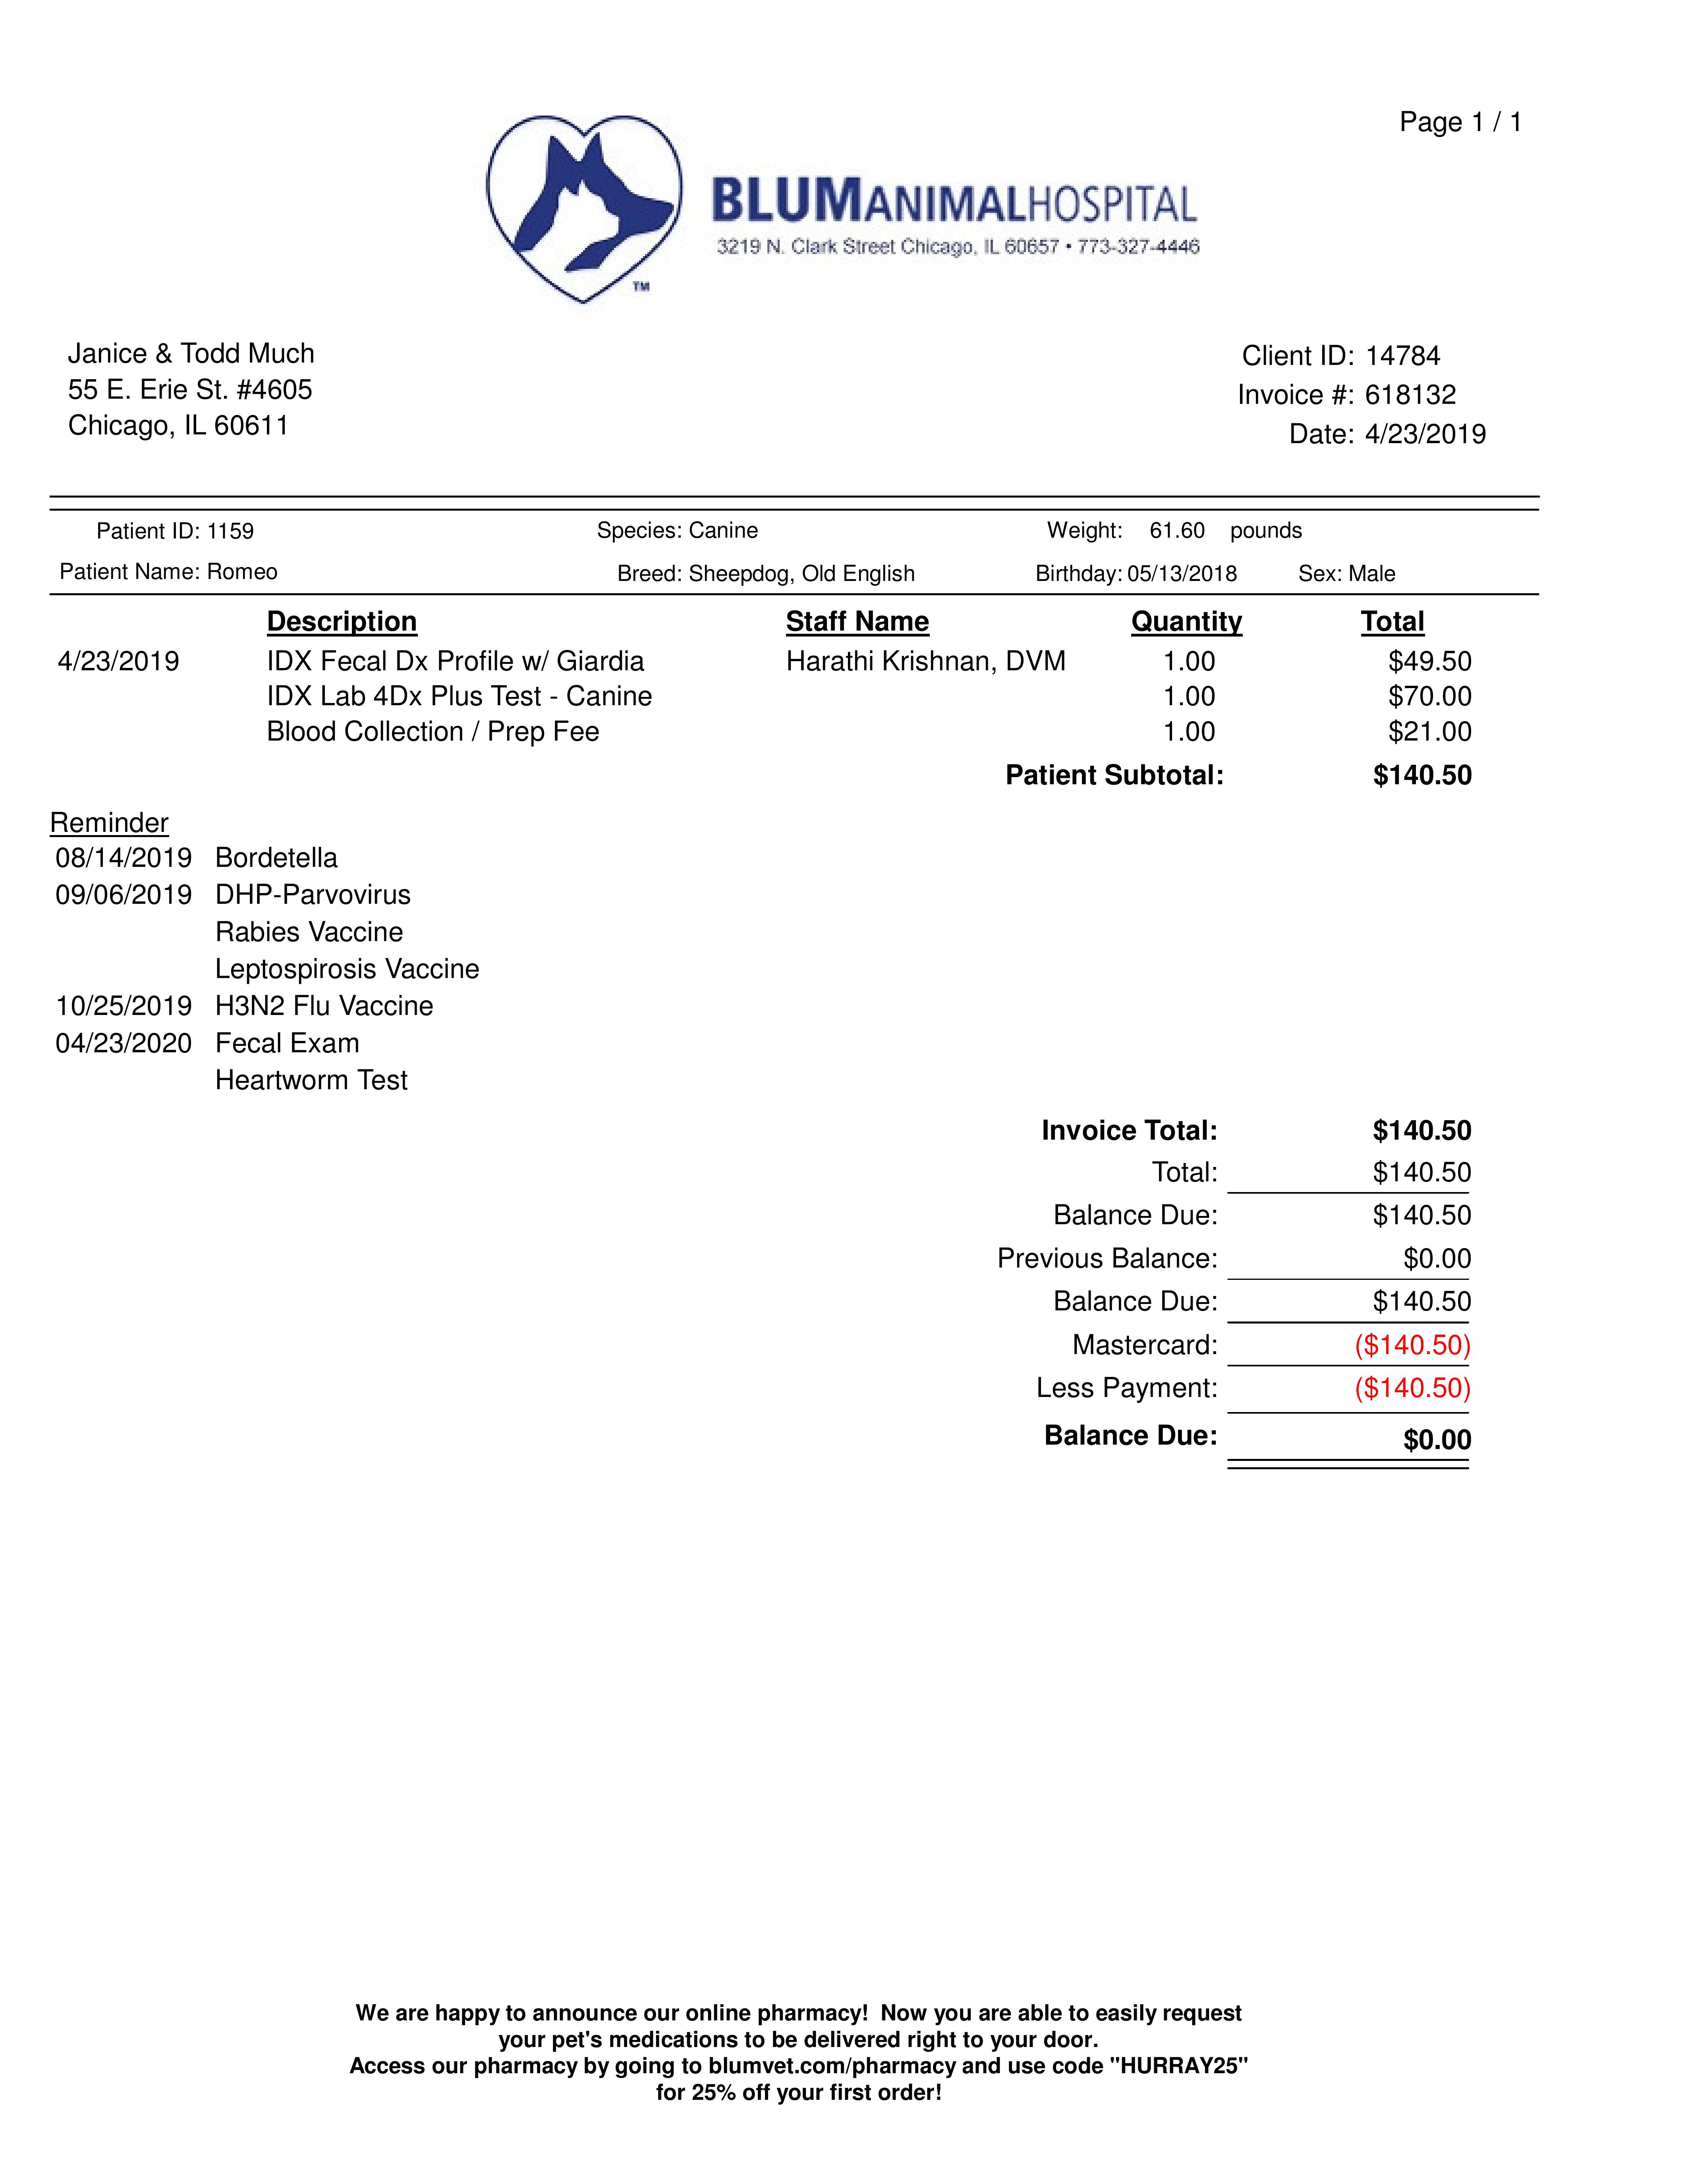 Page 1 / 1
BLUMANIMALHOSPITAL
3219 N. Clark Street Chicago, IL 60657 • 773-327-4446
TM
Janice & Todd Much
55 E. Erie St. #4605
Chicago, IL 60611
Client ID: 14784
Invoice #: 618132
Date: 4/23/2019
Patient ID: 1159 Species: Canine Weight: 61.60 pounds
Patient Name: Romeo Breed: Sheepdog, Old English Birthday: 05/13/2018 Sex: Male
Description Staff Name Quantity Total
4/23/2019 IDX Fecal Dx Profile w/ Giardia Harathi Krishnan, DVM 1.00 $49.50
IDX Lab 4Dx Plus Test - Canine 1.00 $70.00
Blood Collection / Prep Fee 1.00 $21.00
Patient Subtotal: $140.50
Reminder
08/14/2019 Bordetella
09/06/2019 DHP-Parvovirus
Rabies Vaccine
Leptospirosis Vaccine
10/25/2019 H3N2 Flu Vaccine
04/23/2020 Fecal Exam
Heartworm Test
Invoice Total: $140.50
Total: $140.50
Balance Due: $140.50
Previous Balance: $0.00
Balance Due: $140.50
Mastercard: ($140.50)
Less Payment: ($140.50)
Balance Due: $0.00
We are happy to announce our online pharmacy! Now you are able to easily request
your pet's medications to be delivered right to your door.
Access our pharmacy by going to blumvet.com/pharmacy and use code "HURRAY25"
for 25% off your first order!